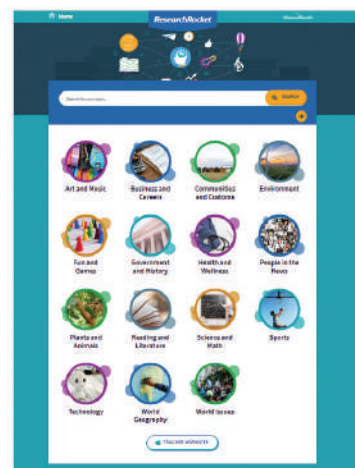 Home
ResearchRocket
SEARCH
Art and Music
Business and
Careers
Communities
and Customs
Environment
Fun and
Games
Government
and History
Health and
Wellness
People in the
News
Plants and
Animals
Reading and
Literature
Science and
Math
Sports
Technology
World
Geography
World Issues
TEACHER WEBSITE